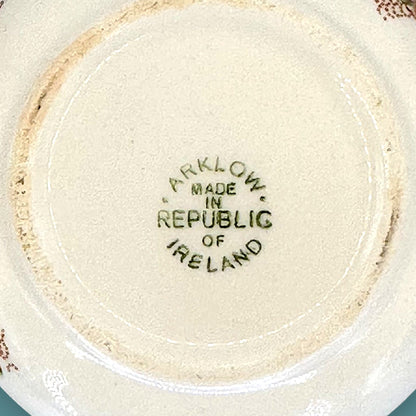 · ARKLOW ·
MADE
IN
REPUBLIC
OF
IRELAND